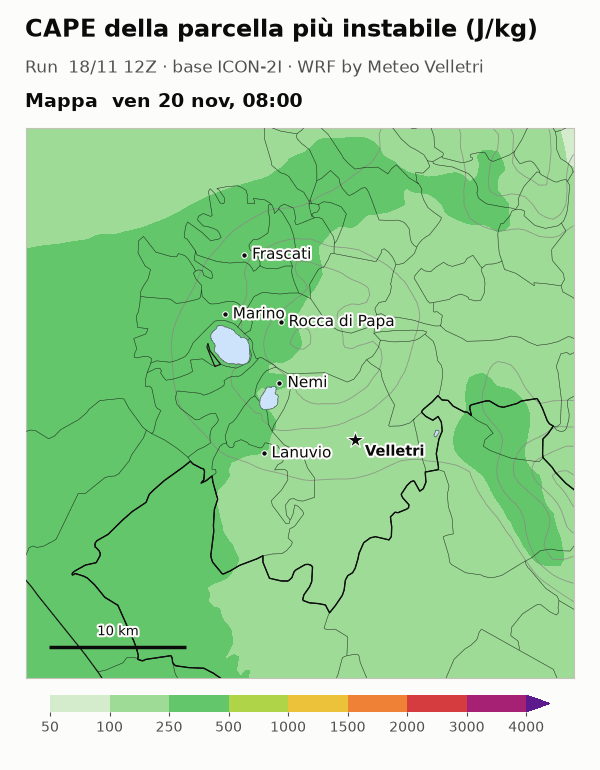 CAPE della parcella più instabile (J/kg)
Run  18/11 12Z · base ICON-2I · WRF by Meteo Velletri
Mappa  ven 20 nov, 08:00
Frascati
Marino
Rocca di Papa
Nemi
Velletri
Lanuvio
10 km
50 100 250 500 1000 1500 2000 3000 4000